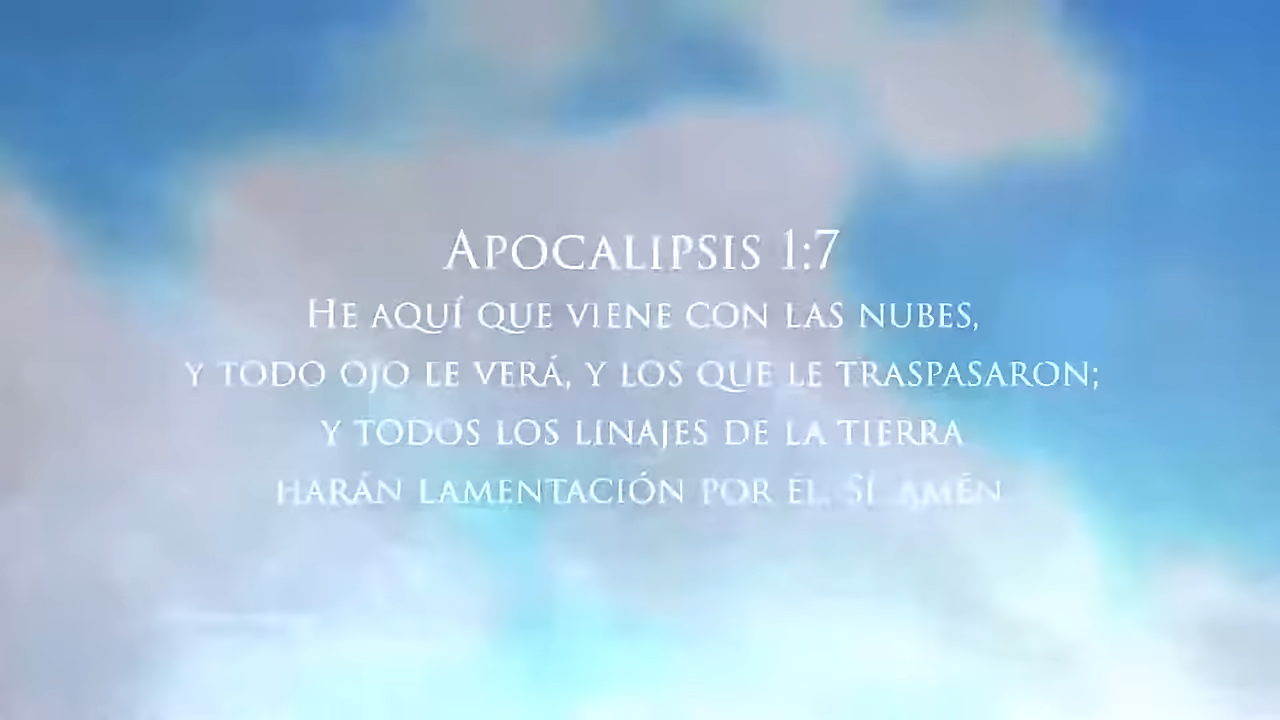 Apocalipsis 1:7
He aquí que viene con las nubes,
y todo ojo le verá, y los que le traspasaron;
y todos los linajes de la tierra
harán lamentación por él. Sí, amén